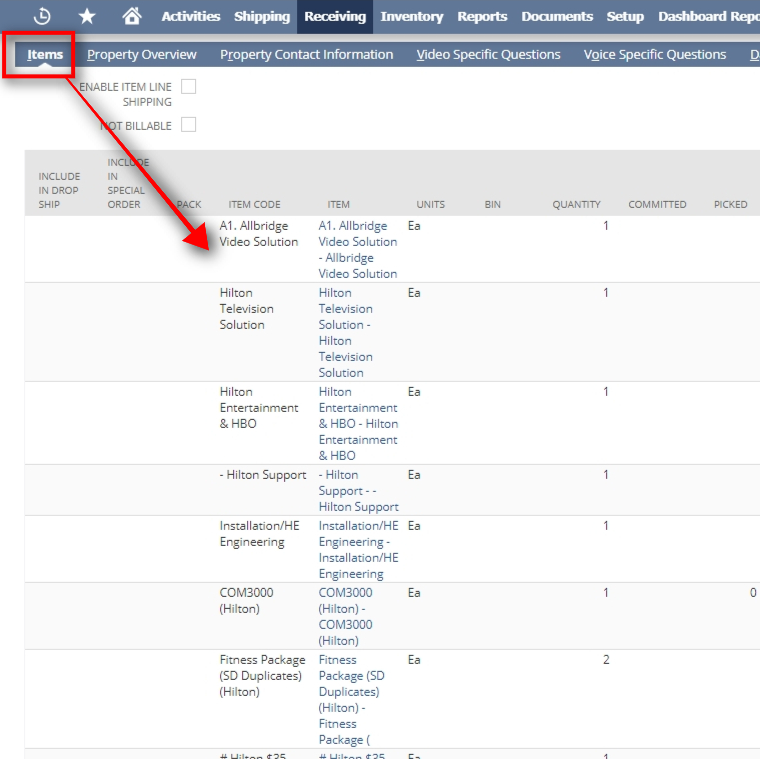 Activities Shipping Receiving Inventory Reports Documents Setup Dashboard Repo
Items Property Overview Property Contact Information Video Specific Questions Voice Specific Questions D
ENABLE ITEM LINE
SHIPPING
NOT BILLABLE
INCLUDE
IN DROP
SHIP
INCLUDE
IN
SPECIAL
ORDER
PACK
ITEM CODE
ITEM
UNITS
BIN
QUANTITY
COMMITTED
PICKED
A1. Allbridge
Video Solution
A1. Allbridge
Video Solution
- Allbridge
Video Solution
Ea
1
Hilton
Television
Solution
Hilton
Television
Solution -
Hilton
Television
Solution
Ea
1
Hilton
Entertainment
& HBO
Hilton
Entertainment
& HBO - Hilton
Entertainment
& HBO
Ea
1
- Hilton Support
- Hilton
Support - -
Hilton Support
Ea
1
Installation/HE
Engineering
Installation/HE
Engineering -
Installation/HE
Engineering
Ea
1
COM3000
(Hilton)
COM3000
(Hilton) -
COM3000
(Hilton)
Ea
1
0
Fitness Package
(SD Duplicates)
(Hilton)
Fitness
Package (SD
Duplicates)
(Hilton) -
Fitness
Package (
Ea
2
# Hilton $35
# Hilton $35
Ea
1